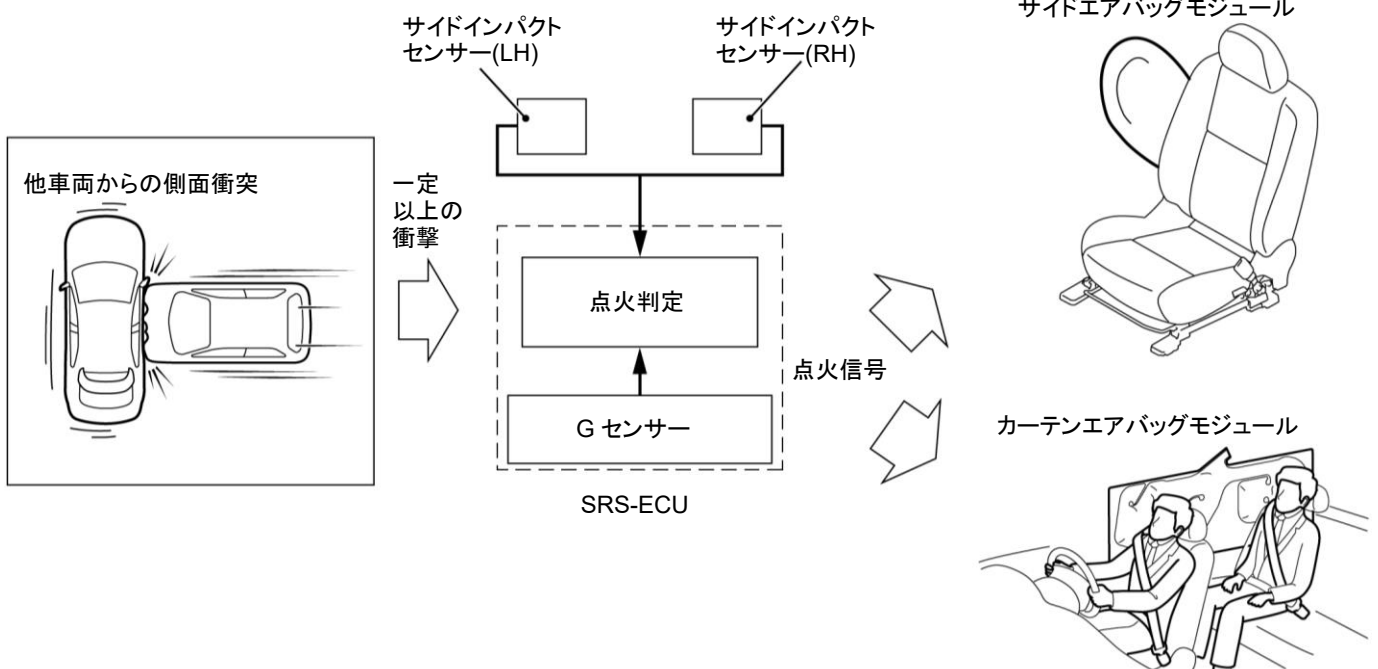 サイドエアバッグモジュール
サイドインパクト
センサー(LH)
サイドインパクト
センサー(RH)
他車両からの側面衝突
一定
以上の
衝撃
点火判定
点火信号
G センサー
SRS-ECU
カーテンエアバッグモジュール